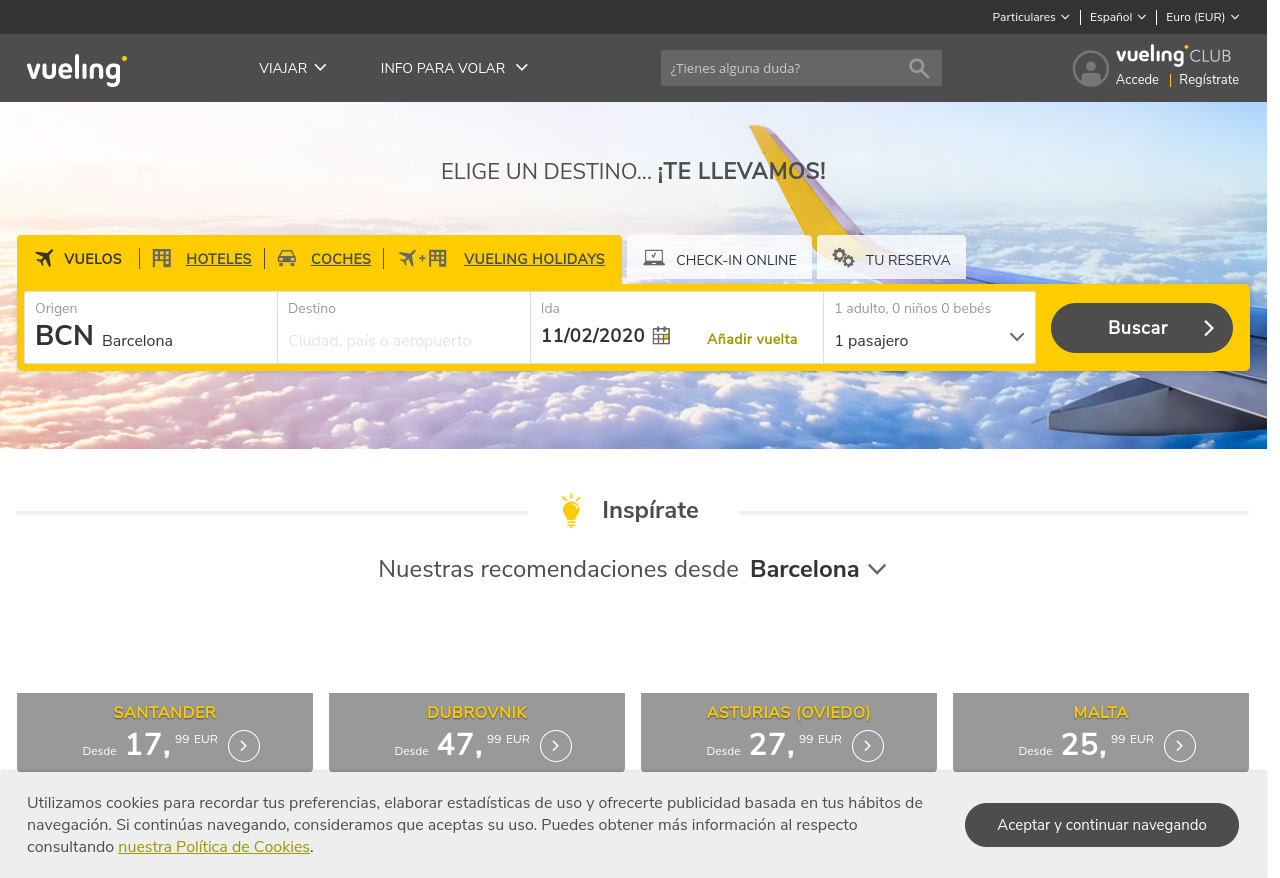 Particulares Español Euro (EUR)
vueling VIAJAR INFO PARA VOLAR ¿Tienes alguna duda? vueling CLUB
Accede Regístrate
ELIGE UN DESTINO... ¡TE LLEVAMOS!
VUELOS HOTELES COCHES + VUELING HOLIDAYS CHECK-IN ONLINE TU RESERVA
Origen Destino Ida 1 adulto, 0 niños 0 bebés
BCN Barcelona Ciudad, país o aeropuerto 11/02/2020 Añadir vuelta 1 pasajero Buscar
Inspírate
Nuestras recomendaciones desde Barcelona
SANTANDER DUBROVNIK ASTURIAS (OVIEDO) MALTA
Desde 17,99 EUR Desde 47,99 EUR Desde 27,99 EUR Desde 25,99 EUR
Utilizamos cookies para recordar tus preferencias, elaborar estadísticas de uso y ofrecerte publicidad basada en tus hábitos de
navegación. Si continúas navegando, consideramos que aceptas su uso. Puedes obtener más información al respecto
consultando nuestra Política de Cookies.
Aceptar y continuar navegando